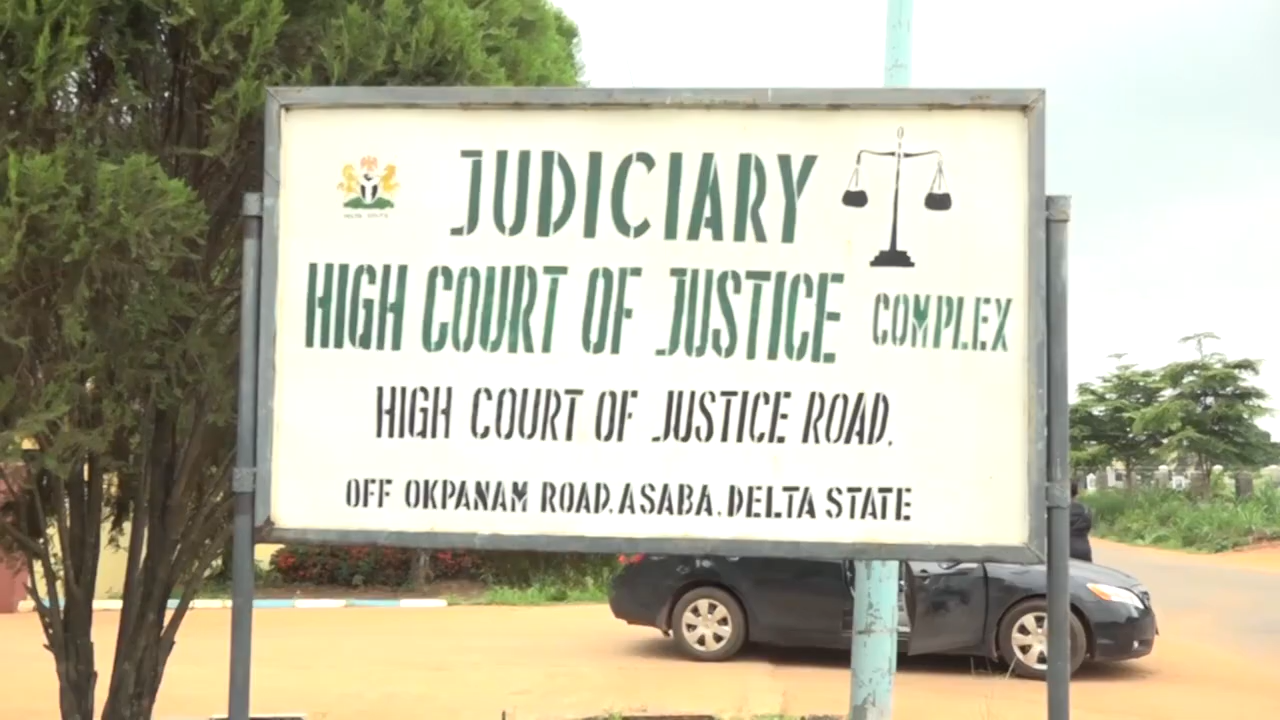 JUDICIARY
HIGH COURT OF JUSTICE COMPLEX
HIGH COURT OF JUSTICE ROAD.
OFF OKPANAM ROAD. ASABA. DELTA STATE